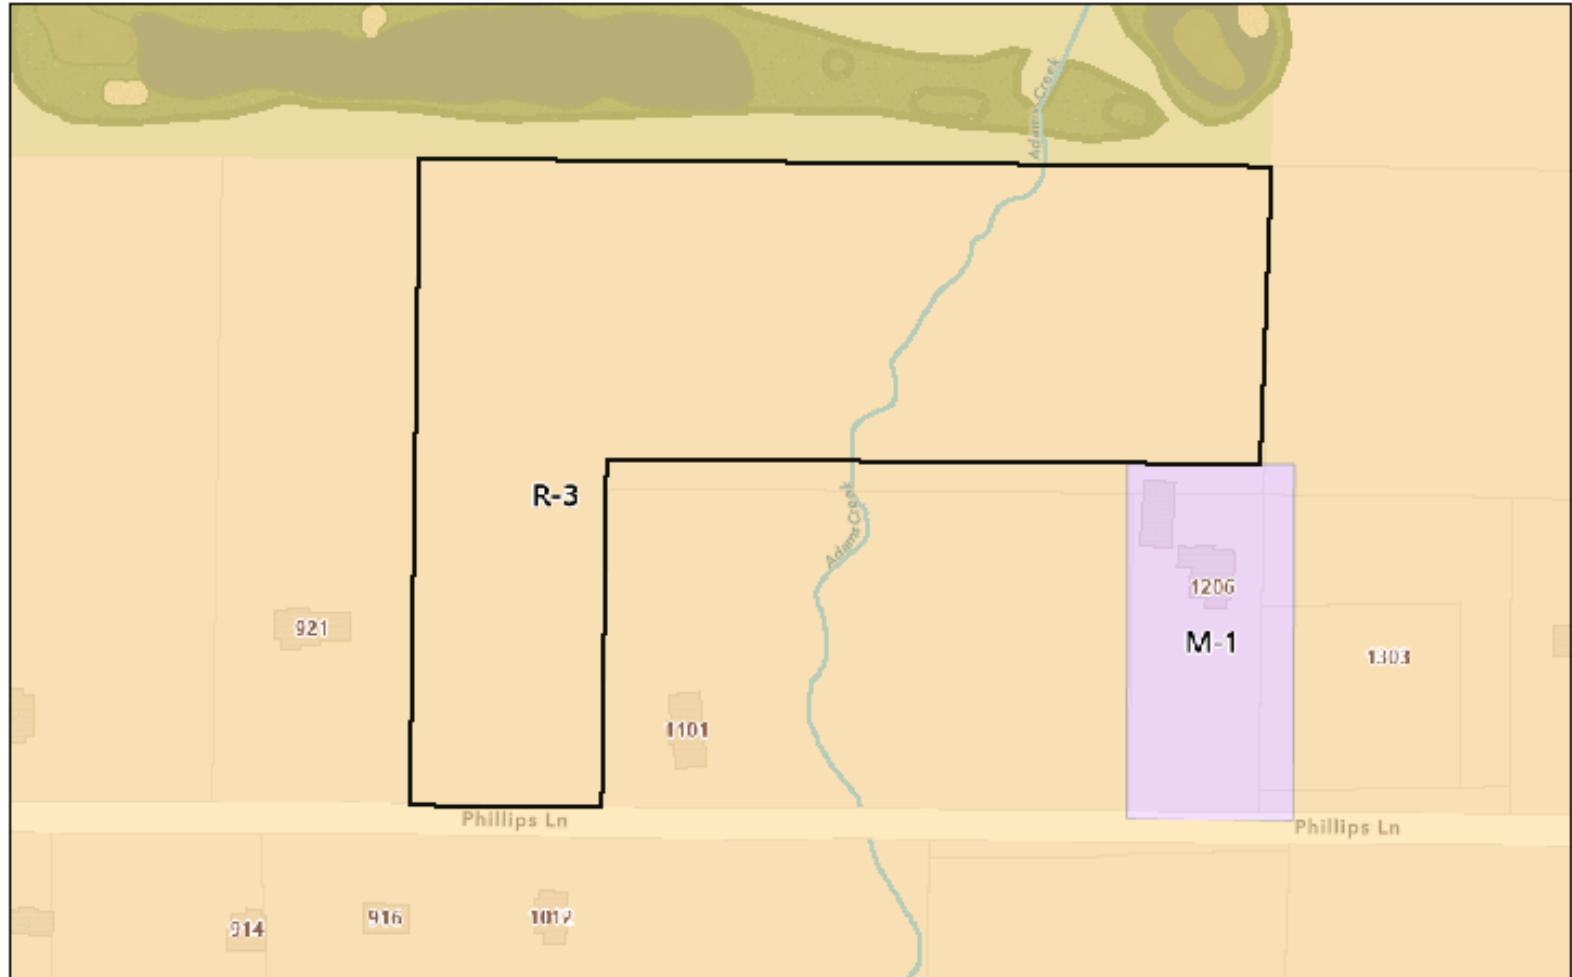 Adams Creek
R-3
Adams Creek
1206
921
M-1
1303
1101
Phillips Ln
Phillips Ln
914
916
1012